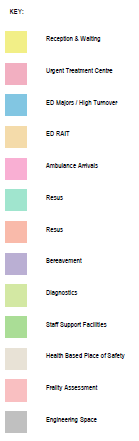 KEY:
Reception & Waiting
Urgent Treatment Centre
ED Majors / High Turnover
ED RAIT
Ambulance Arrivals
Resus
Resus
Bereavement
Diagnostics
Staff Support Facilities
Health Based Place of Safety
Frailty Assessment
Engineering Space